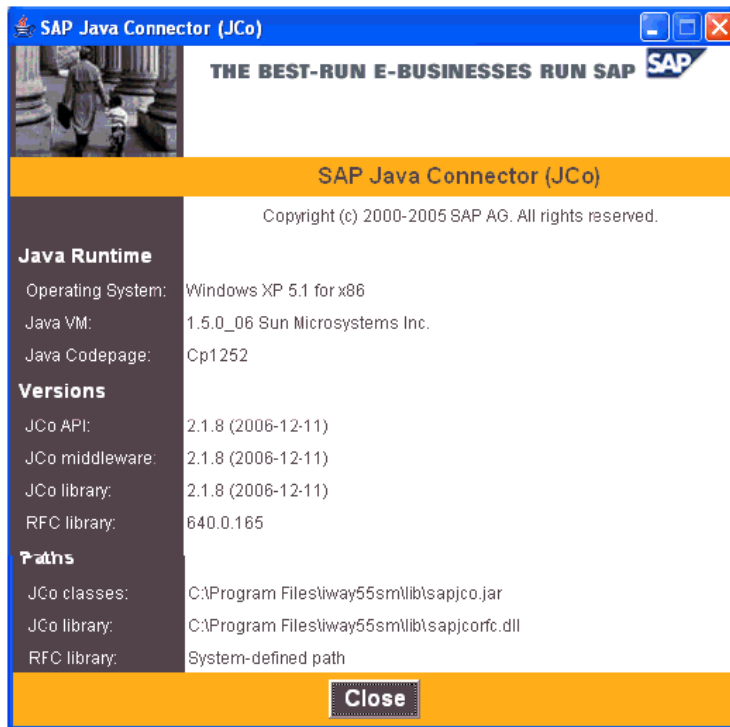 SAP Java Connector (JCo)
THE BEST-RUN E-BUSINESSES RUN SAP SAP
SAP Java Connector (JCo)
Copyright (c) 2000-2005 SAP AG. All rights reserved.
Java Runtime
Operating System: Windows XP 5.1 for x86
Java VM: 1.5.0_06 Sun Microsystems Inc.
Java Codepage: Cp1252
Versions
JCo API: 2.1.8 (2006-12-11)
JCo middleware: 2.1.8 (2006-12-11)
JCo library: 2.1.8 (2006-12-11)
RFC library: 640.0.165
Paths
JCo classes: C:\Program Files\iway55sm\lib\sapjco.jar
JCo library: C:\Program Files\iway55sm\lib\sapjcorfc.dll
RFC library: System-defined path
Close